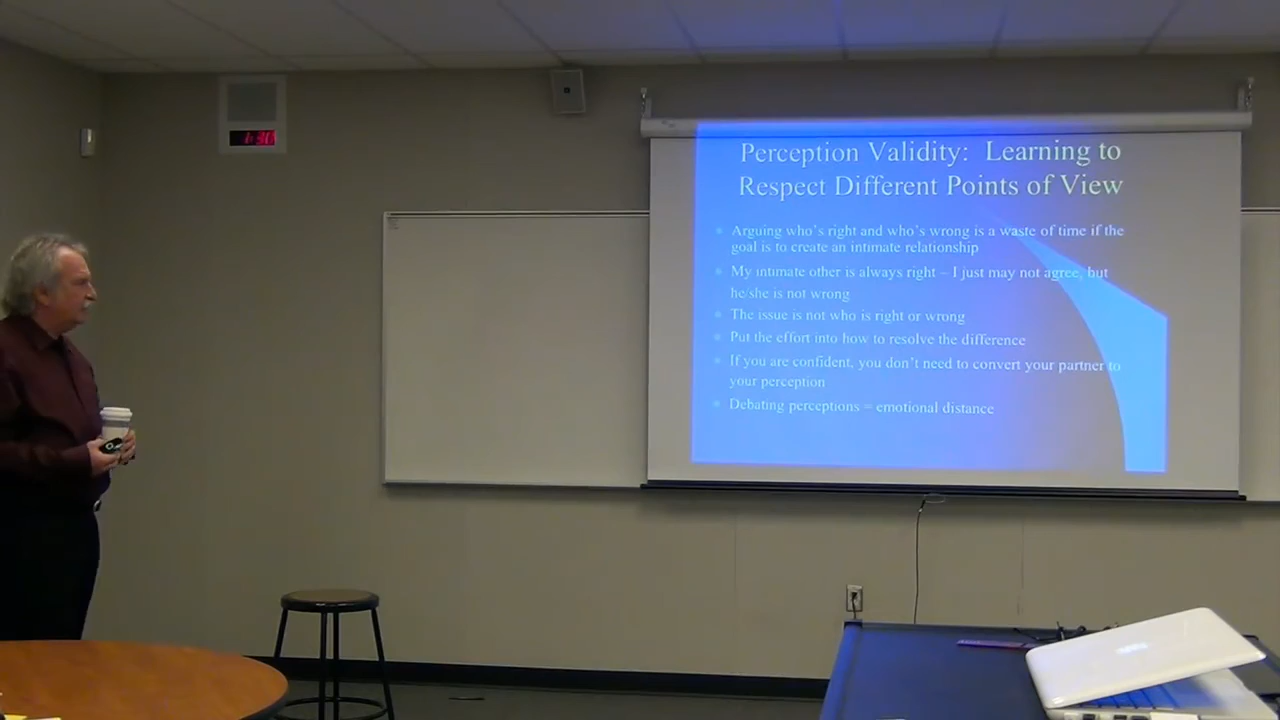 Perception Validity: Learning to
Respect Different Points of View
Arguing who's right and who's wrong is a waste of time if the
goal is to create an intimate relationship
My intimate other is always right – I just may not agree, but
he/she is not wrong
The issue is not who is right or wrong
Put the effort into how to resolve the difference
If you are confident, you don't need to convert your partner to
your perception
Debating perceptions = emotional distance